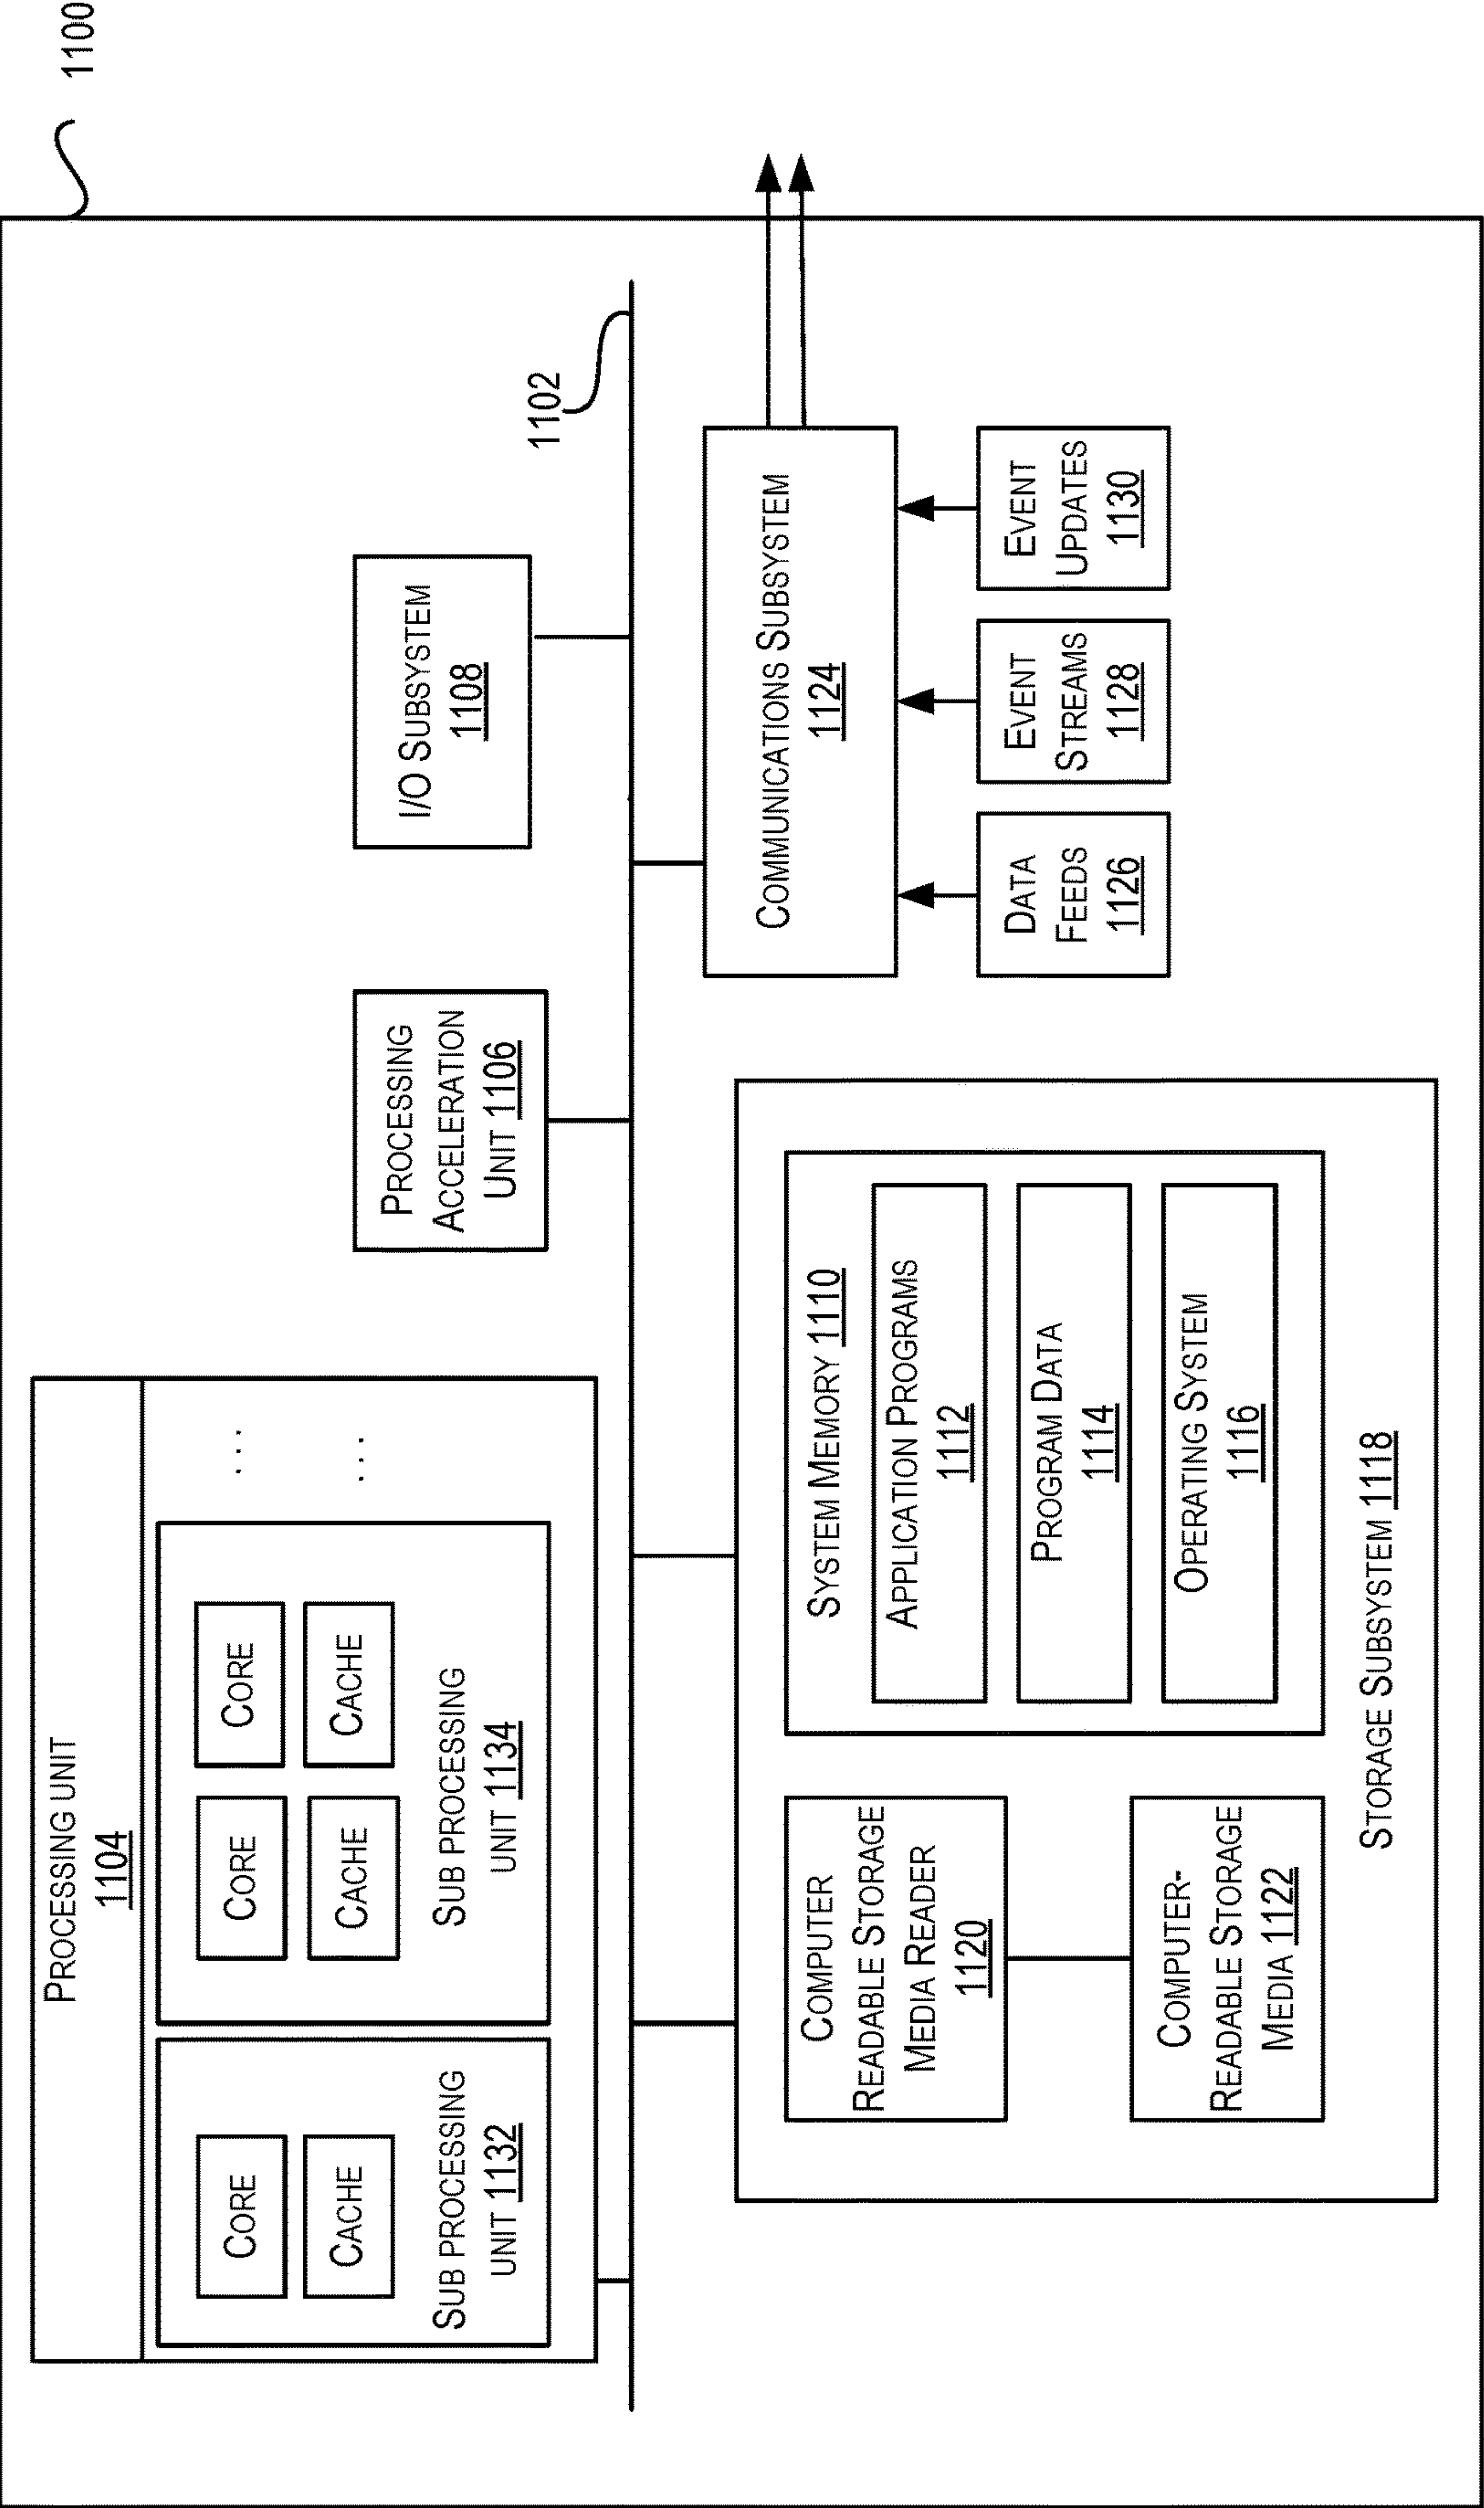 1100
PROCESSING UNIT
1104
CORE
CACHE
SUB PROCESSING
UNIT 1132
CORE
CORE
CACHE
CACHE
SUB PROCESSING
UNIT 1134
...
...
PROCESSING
ACCELERATION
UNIT 1106
I/O SUBSYSTEM
1108
1102
COMPUTER
READABLE STORAGE
MEDIA READER
1120
COMPUTER-
READABLE STORAGE
MEDIA 1122
SYSTEM MEMORY 1110
APPLICATION PROGRAMS
1112
PROGRAM DATA
1114
OPERATING SYSTEM
1116
STORAGE SUBSYSTEM 1118
COMMUNICATIONS SUBSYSTEM
1124
DATA
FEEDS
1126
EVENT
STREAMS
1128
EVENT
UPDATES
1130